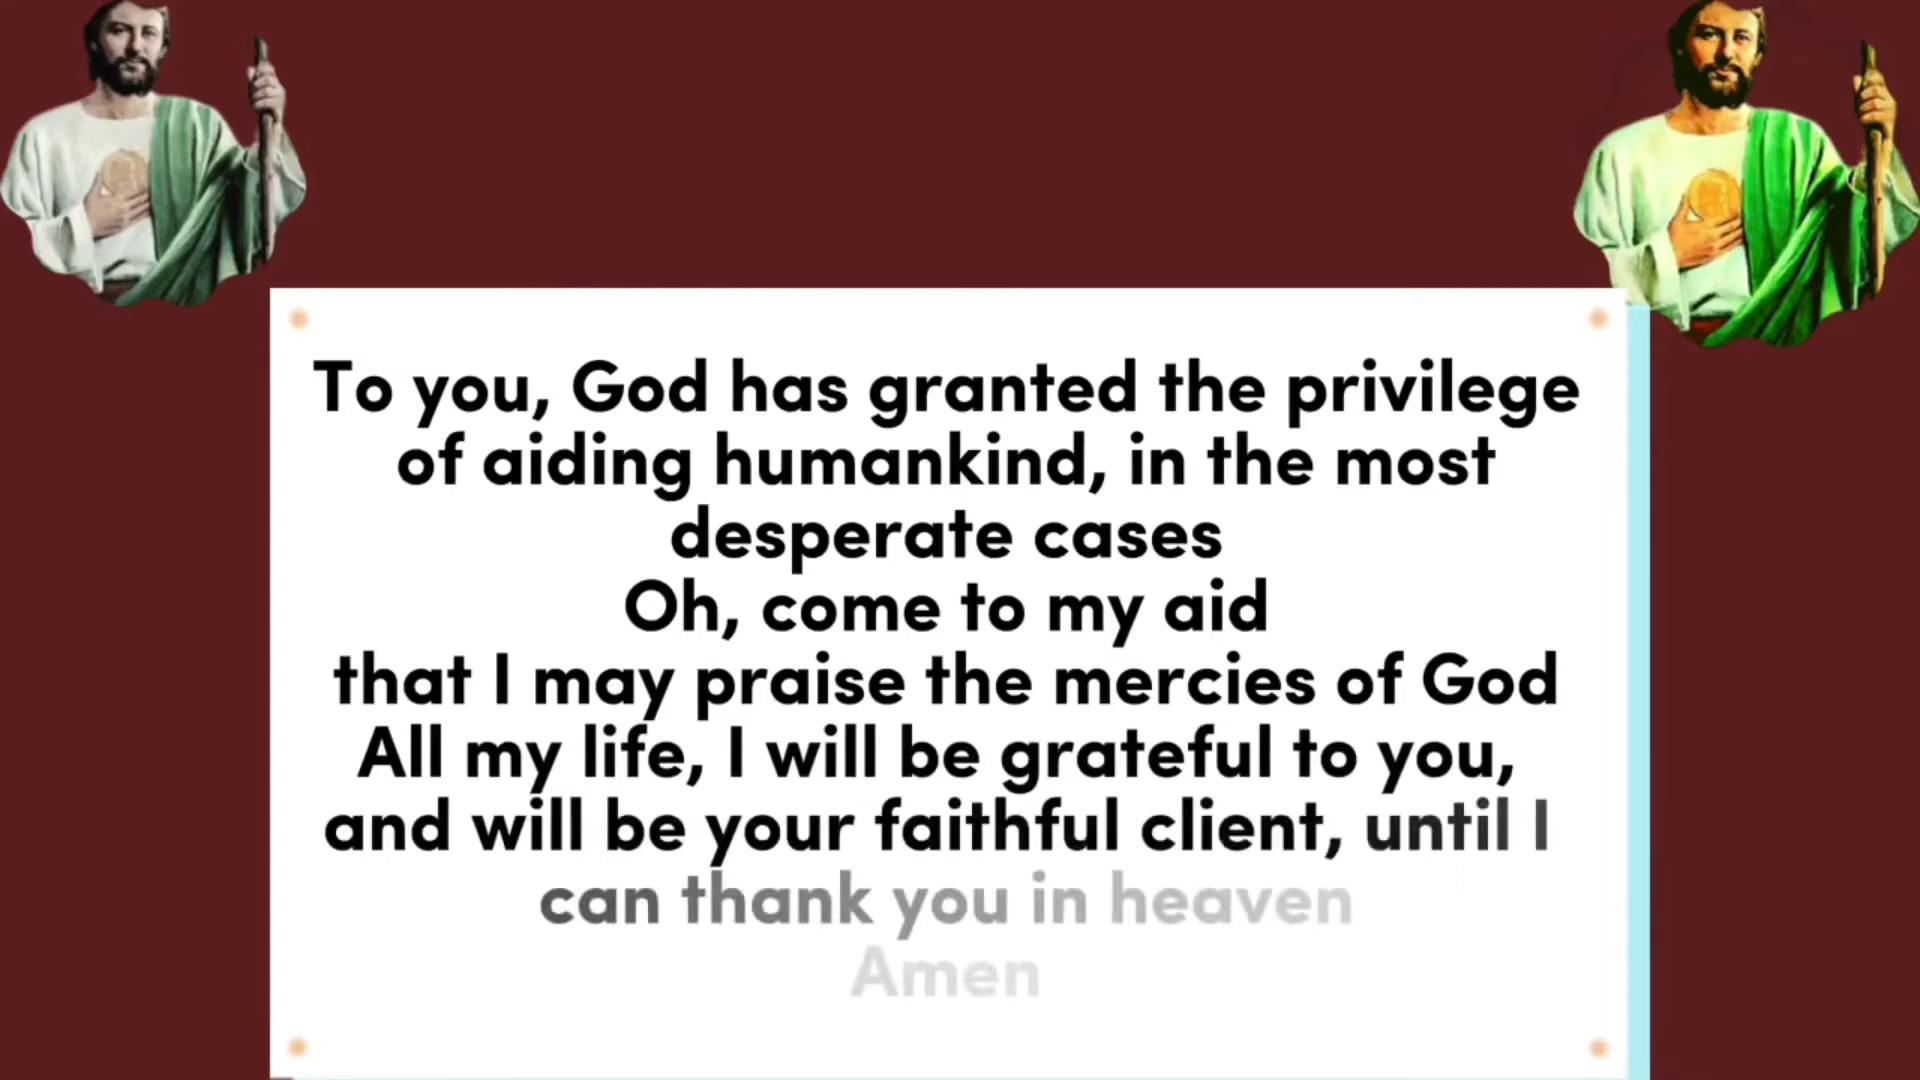 To you, God has granted the privilege
of aiding humankind, in the most
desperate cases
Oh, come to my aid
that I may praise the mercies of God
All my life, I will be grateful to you,
and will be your faithful client, until I
can thank you in heaven
Amen